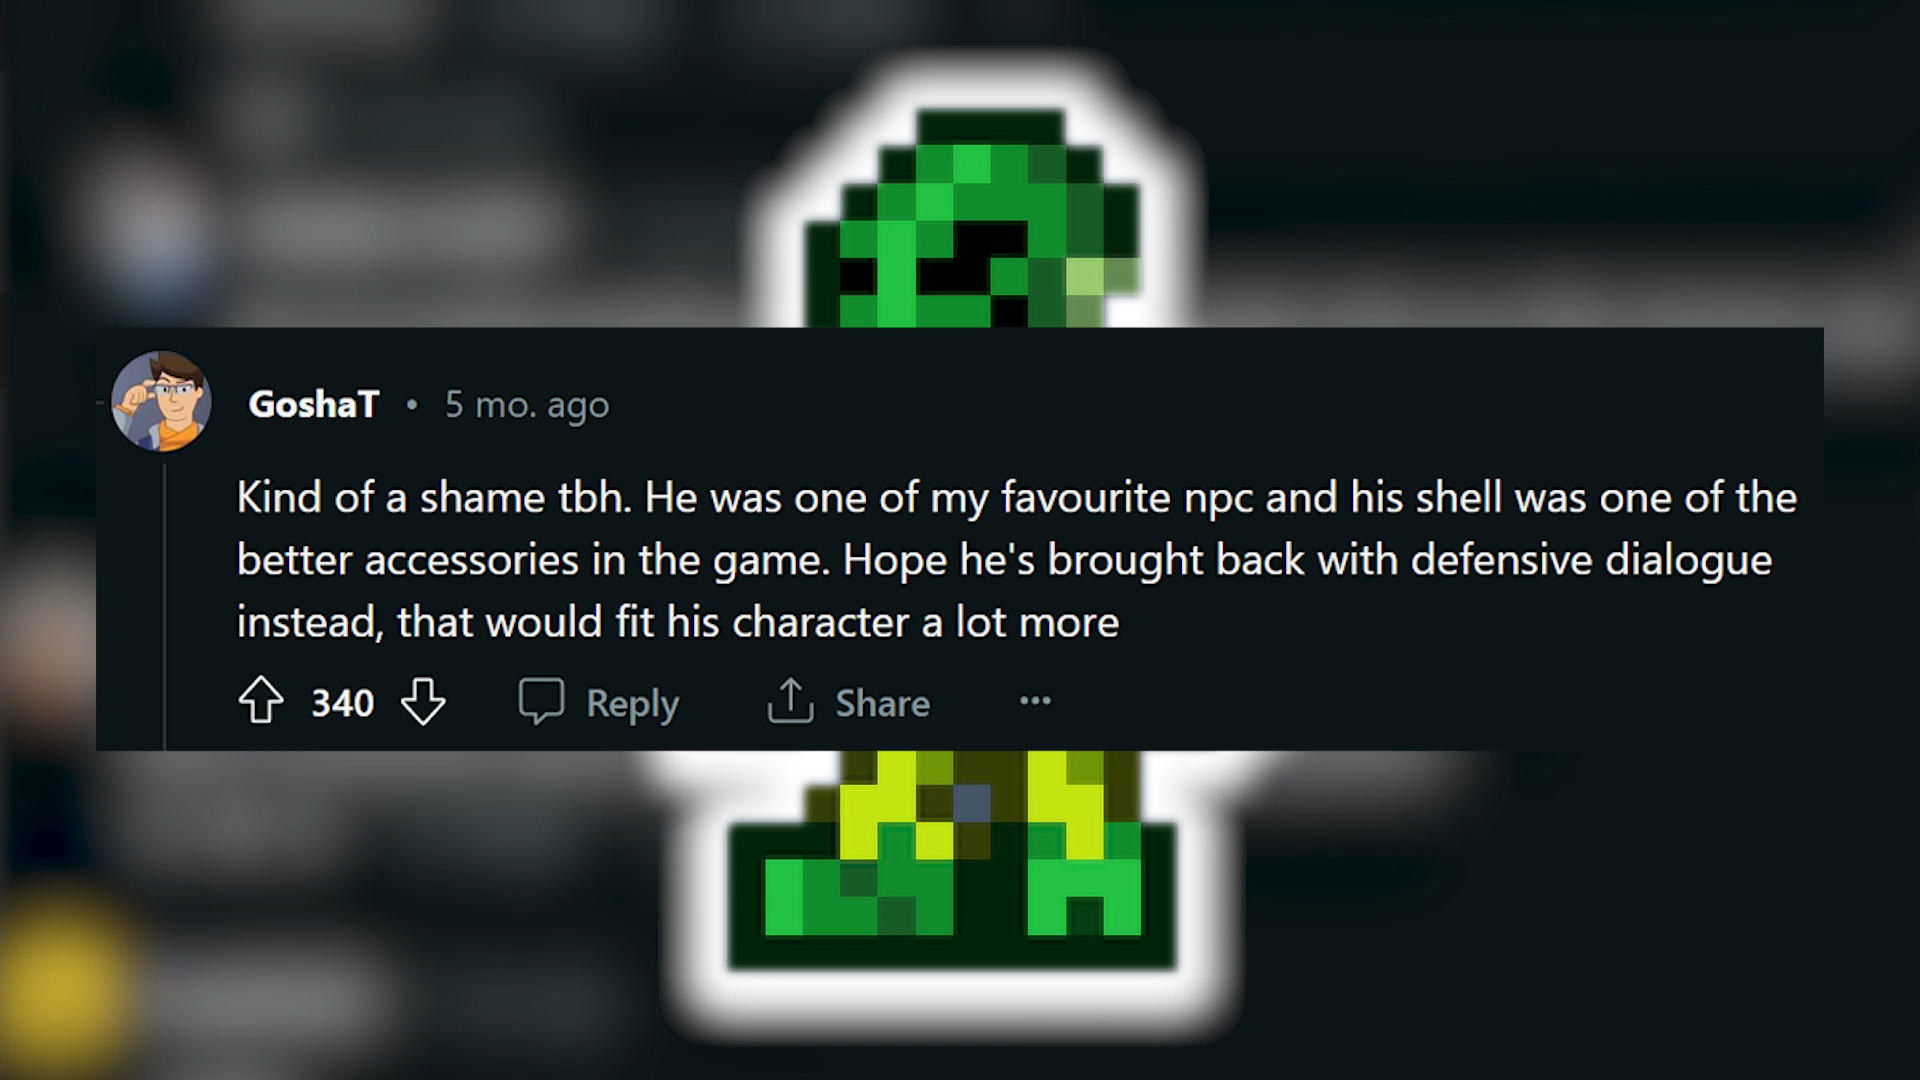 GoshaT • 5 mo. ago
Kind of a shame tbh. He was one of my favourite npc and his shell was one of the
better accessories in the game. Hope he's brought back with defensive dialogue
instead, that would fit his character a lot more
340 Reply Share ...